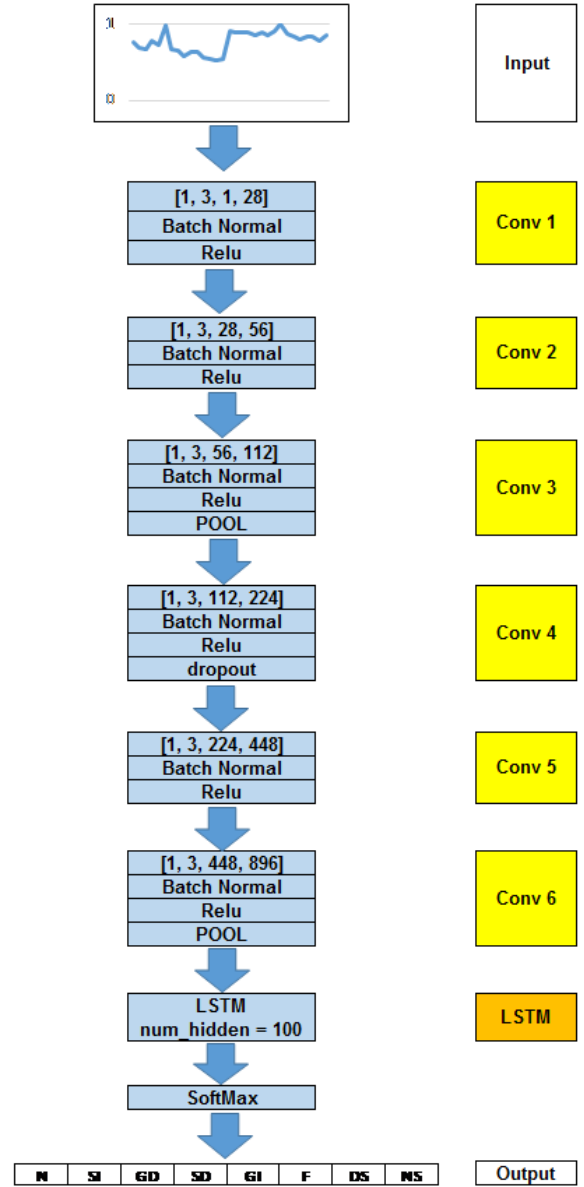 Input
[1, 3, 1, 28]
Batch Normal
Relu
Conv 1
[1, 3, 28, 56]
Batch Normal
Relu
Conv 2
[1, 3, 56, 112]
Batch Normal
Relu
POOL
Conv 3
[1, 3, 112, 224]
Batch Normal
Relu
dropout
Conv 4
[1, 3, 224, 448]
Batch Normal
Relu
Conv 5
[1, 3, 448, 896]
Batch Normal
Relu
POOL
Conv 6
LSTM
num_hidden = 100
LSTM
SoftMax
N SI GD SD GI F DS NS
Output